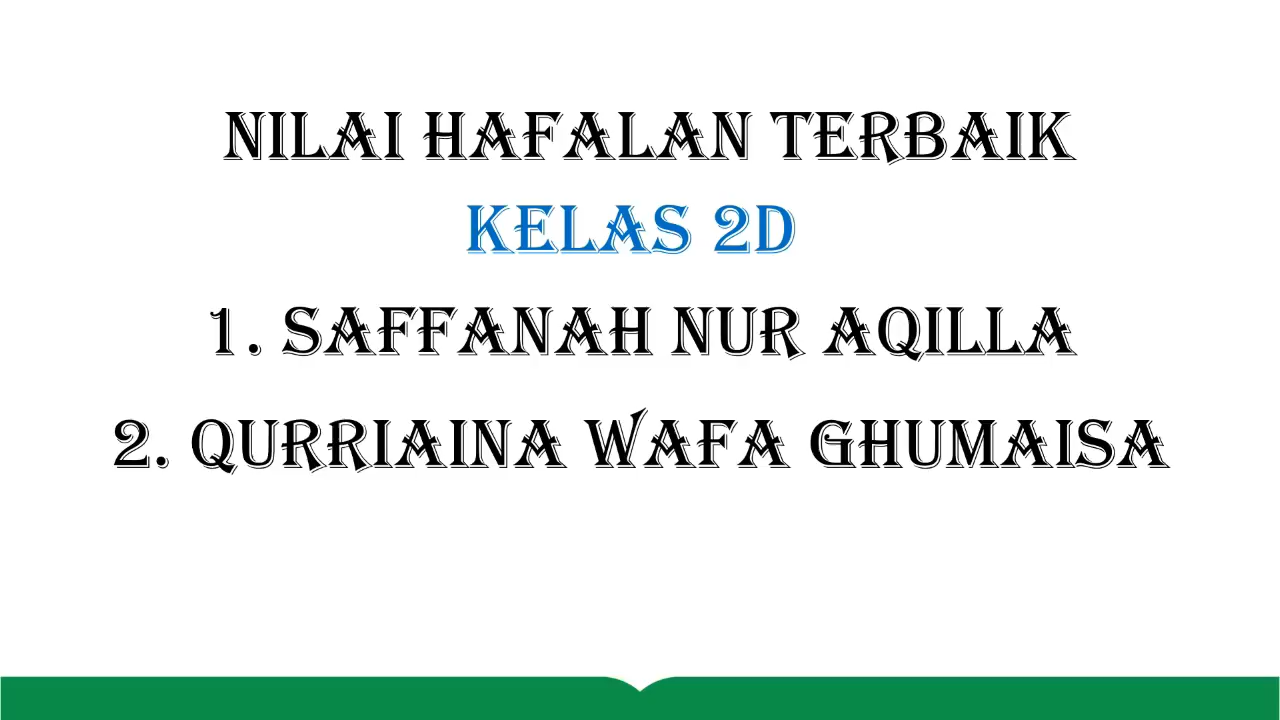 NILAI HAFALAN TERBAIK
KELAS 2D
1. SAFFANAH NUR AQILLA
2. QURRIAINA WAFA GHUMAISA